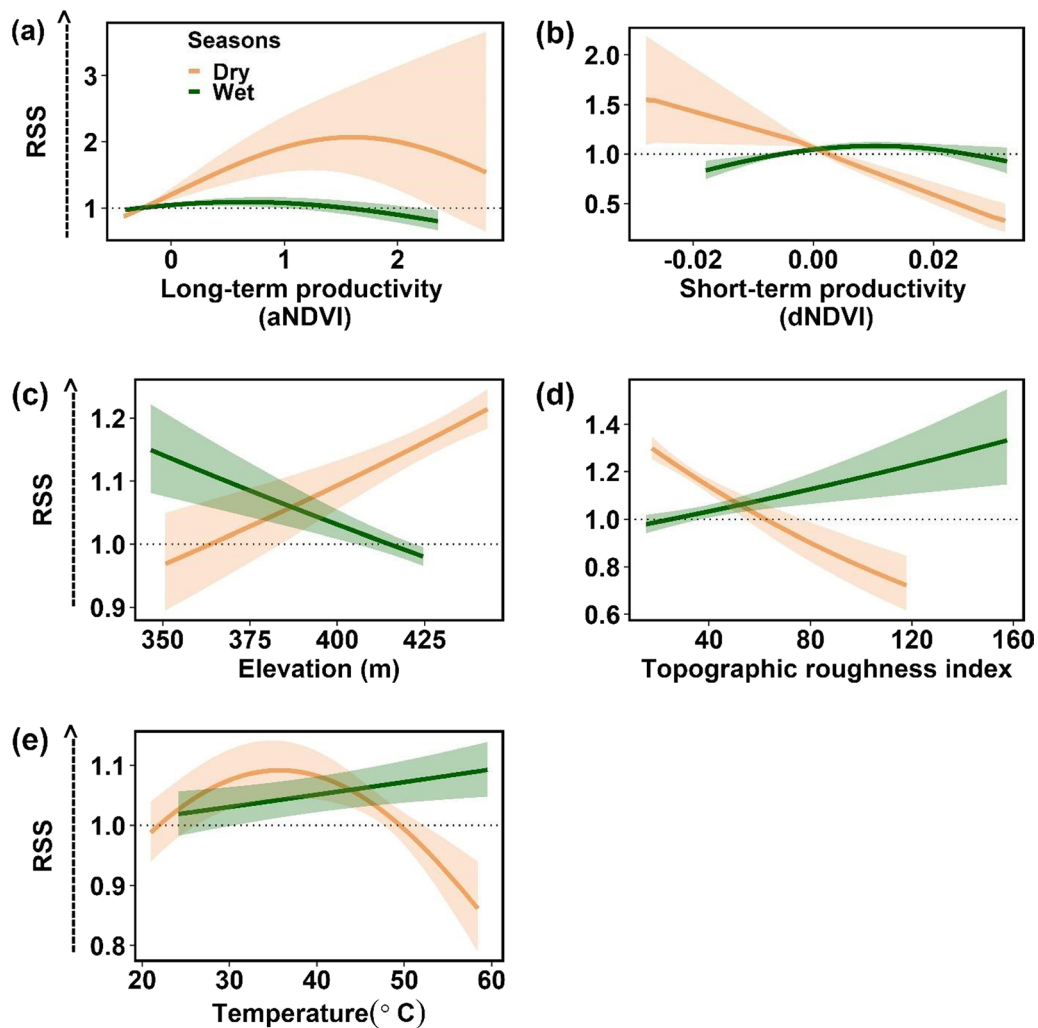 (a)
RSS
Seasons
Dry
Wet
3
2
1
0 1 2
Long-term productivity
(aNDVI)
(b)
2.0
1.5
1.0
0.5
-0.02 0.00 0.02
Short-term productivity
(dNDVI)
(c)
RSS
1.2
1.1
1.0
0.9
350 375 400 425
Elevation (m)
(d)
1.4
1.2
1.0
0.8
0.6
40 80 120 160
Topographic roughness index
(e)
RSS
1.1
1.0
0.9
0.8
20 30 40 50 60
Temperature(° C)